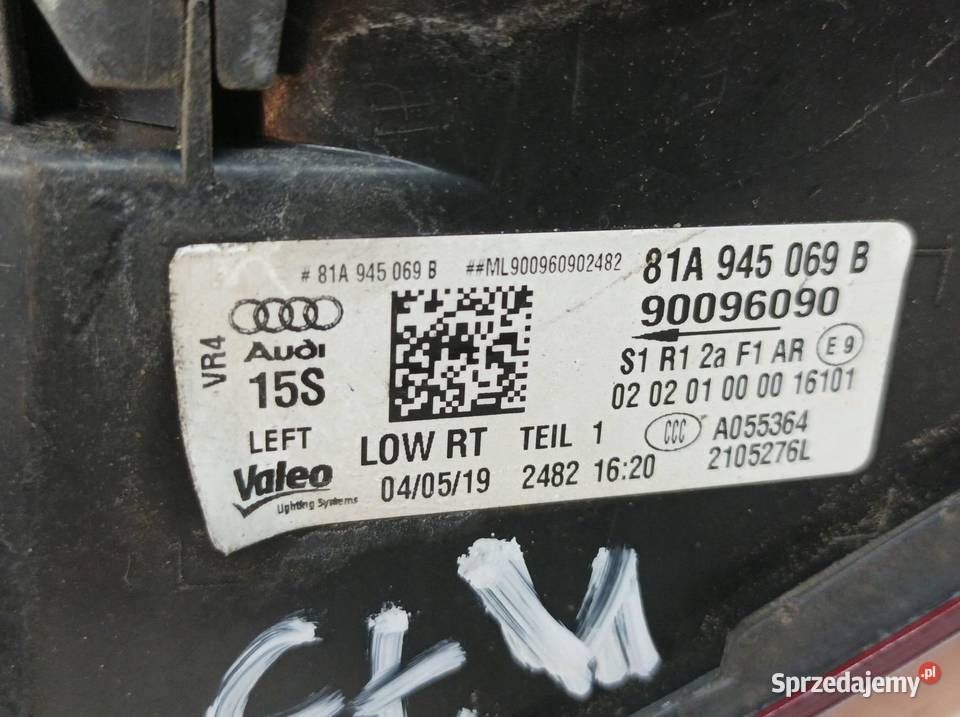 # 81A 945 069 B ##ML900960902482 81A 945 069 B
90096090
VR4
Audi
S1 R1 2a F1 AR E9
15S
02 02 01 00 00 16101
LEFT LOW RT TEIL 1 CCC A055364
Valeo
Lighting Systems
04/05/19 2482 16:20 2105276L
Sprzedajemy.pl